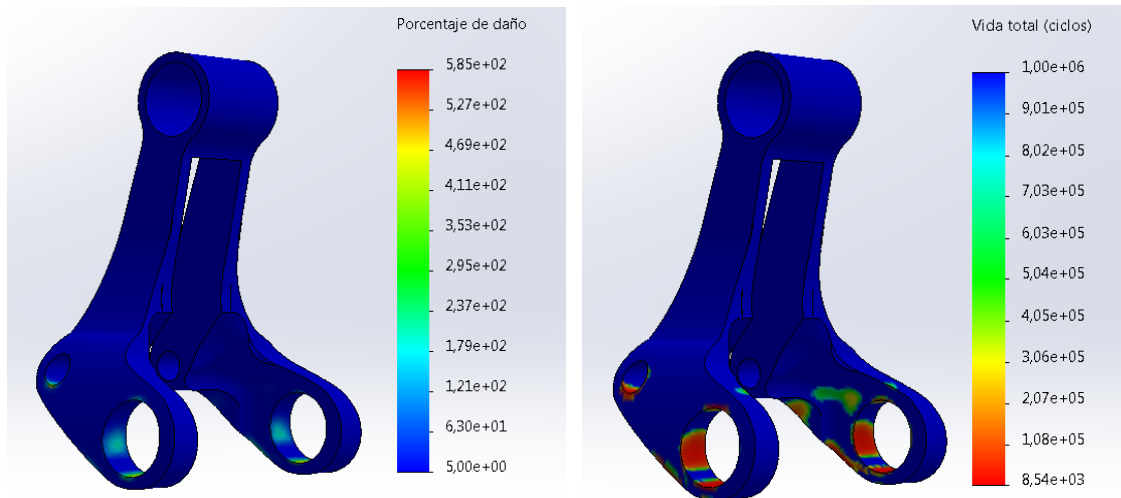 Porcentaje de daño
5,85e+02
5,27e+02
4,69e+02
4,11e+02
3,53e+02
2,95e+02
2,37e+02
1,79e+02
1,21e+02
6,30e+01
5,00e+00
Vida total (ciclos)
1,00e+06
9,01e+05
8,02e+05
7,03e+05
6,03e+05
5,04e+05
4,05e+05
3,06e+05
2,07e+05
1,08e+05
8,54e+03